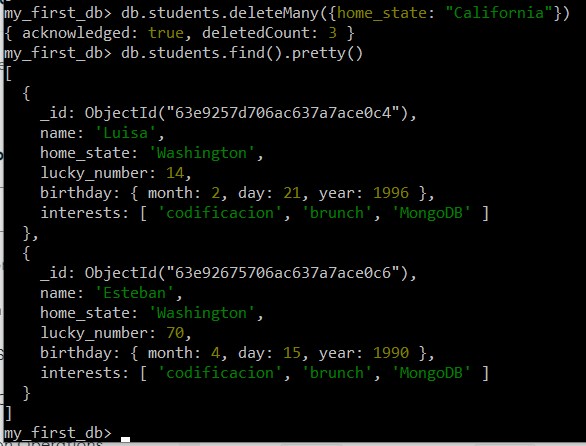 my_first_db> db.students.deleteMany({home_state: "California"})
{ acknowledged: true, deletedCount: 3 }
my_first_db> db.students.find().pretty()
[
  {
    _id: ObjectId("63e9257d706ac637a7ace0c4"),
    name: 'Luisa',
    home_state: 'Washington',
    lucky_number: 14,
    birthday: { month: 2, day: 21, year: 1996 },
    interests: [ 'codificacion', 'brunch', 'MongoDB' ]
  },
  {
    _id: ObjectId("63e92675706ac637a7ace0c6"),
    name: 'Esteban',
    home_state: 'Washington',
    lucky_number: 70,
    birthday: { month: 4, day: 15, year: 1990 },
    interests: [ 'codificacion', 'brunch', 'MongoDB' ]
  }
]
my_first_db>